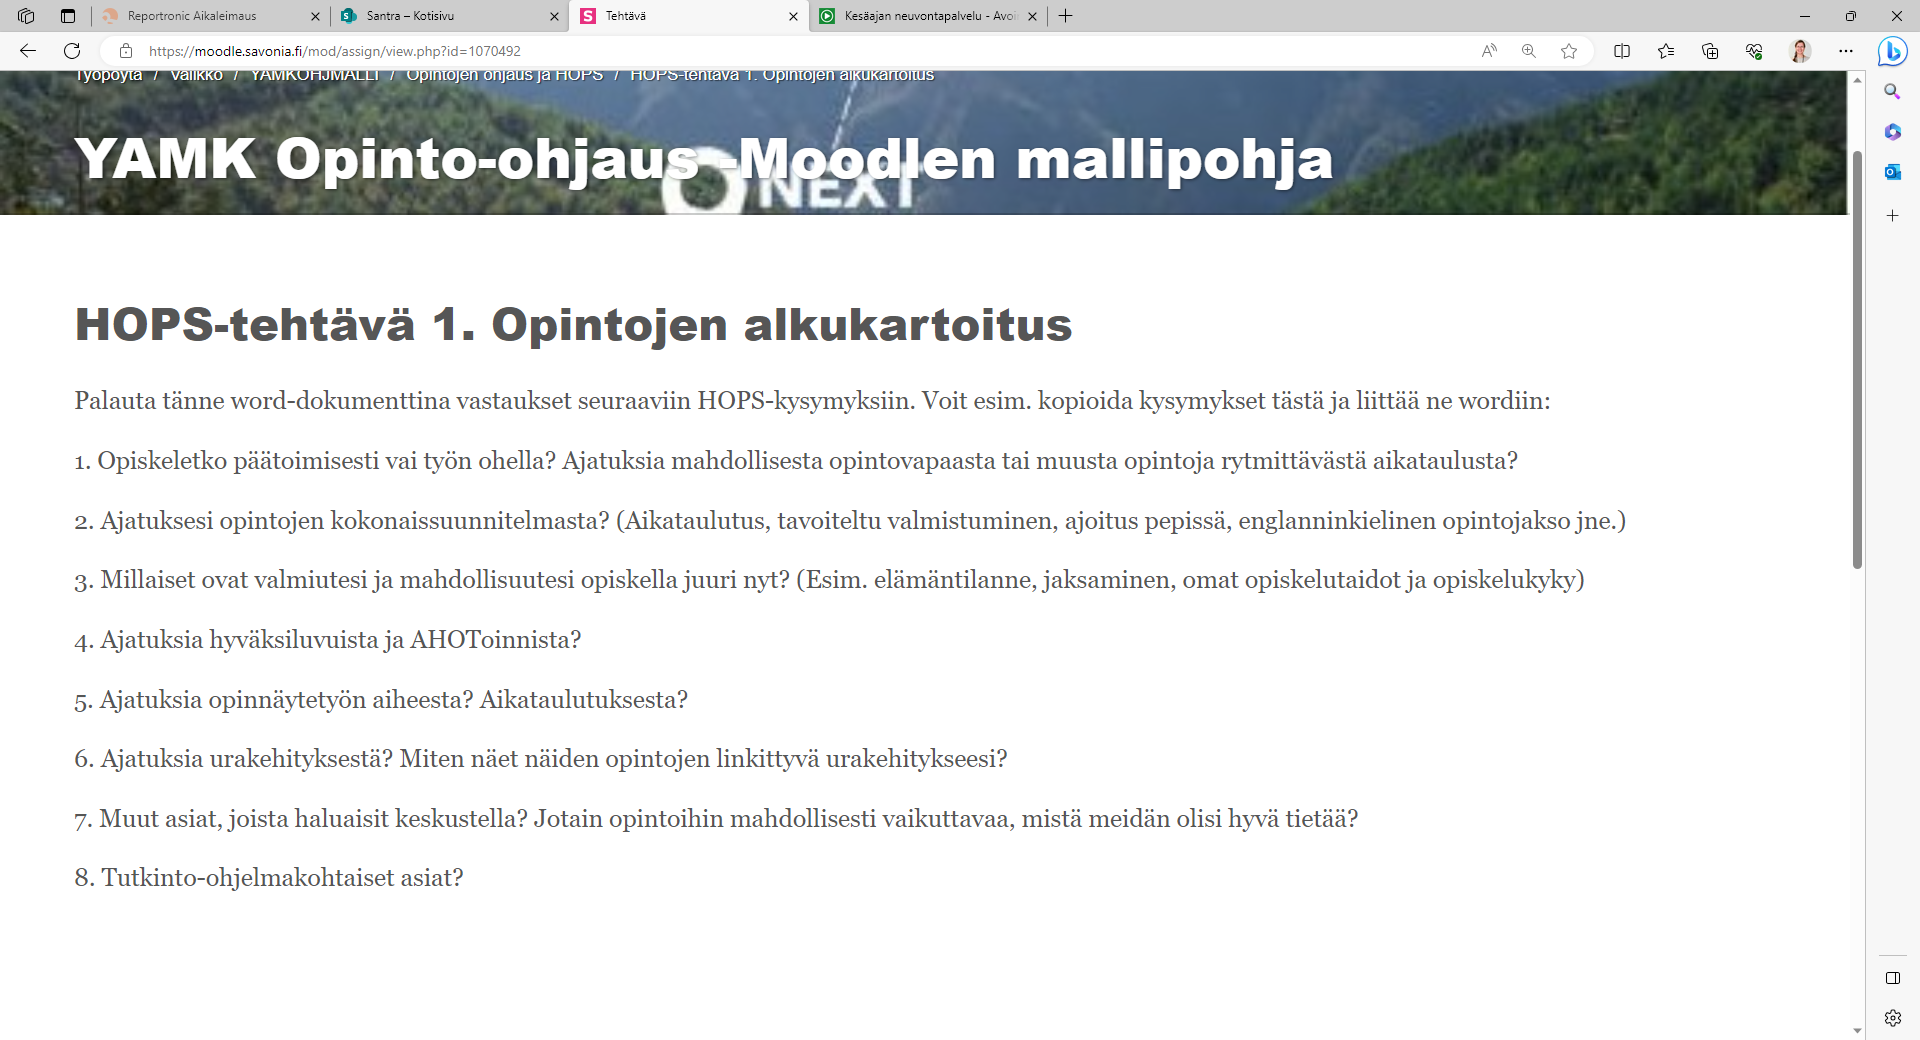 Reportronic Aikaleimaus
Santra – Kotisivu
Tehtävä
Kesäajan neuvontapalvelu - Avoi
https://moodle.savonia.fi/mod/assign/view.php?id=1070492
Työpöytä / Valikko / YAMKOHJMALLI / Opintojen ohjaus ja HOPS / HOPS-tehtävä 1. Opintojen alkukartoitus
YAMK Opinto-ohjaus -Moodlen mallipohja
NEXT
HOPS-tehtävä 1. Opintojen alkukartoitus
Palauta tänne word-dokumenttina vastaukset seuraaviin HOPS-kysymyksiin. Voit esim. kopioida kysymykset tästä ja liittää ne wordiin:
1. Opiskeletko päätoimisesti vai työn ohella? Ajatuksia mahdollisesta opintovapaasta tai muusta opintoja rytmittävästä aikataulusta?
2. Ajatuksesi opintojen kokonaissuunnitelmasta? (Aikataulutus, tavoiteltu valmistuminen, ajoitus pepissä, englanninkielinen opintojakso jne.)
3. Millaiset ovat valmiutesi ja mahdollisuutesi opiskella juuri nyt? (Esim. elämäntilanne, jaksaminen, omat opiskelutaidot ja opiskelukyky)
4. Ajatuksia hyväksiluvuista ja AHOToinnista?
5. Ajatuksia opinnäytetyön aiheesta? Aikataulutuksesta?
6. Ajatuksia urakehityksestä? Miten näet näiden opintojen linkittyvä urakehitykseesi?
7. Muut asiat, joista haluaisit keskustella? Jotain opintoihin mahdollisesti vaikuttavaa, mistä meidän olisi hyvä tietää?
8. Tutkinto-ohjelmakohtaiset asiat?